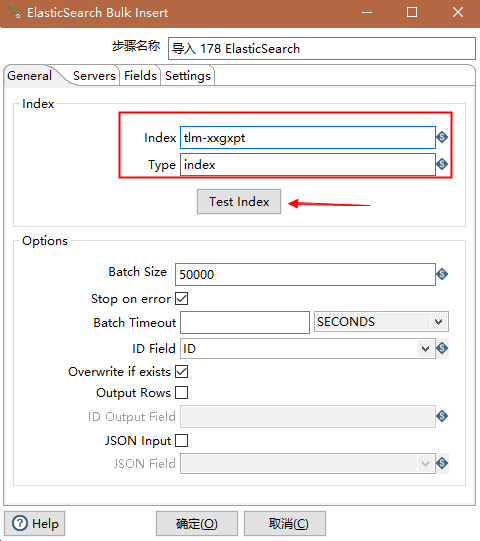 ElasticSearch Bulk Insert
步骤名称 导入 178 ElasticSearch
General Servers Fields Settings
Index
Index tlm-xxgxpt
Type index
Test Index
Options
Batch Size 50000
Stop on error
Batch Timeout SECONDS
ID Field ID
Overwrite if exists
Output Rows
ID Output Field
JSON Input
JSON Field
Help 确定(O) 取消(C)